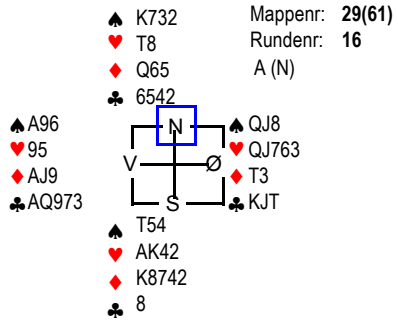 ♠ K732 Mappenr: 29(61)
♥ T8 Rundenr: 16
♦ Q65 A (N)
♣ 6542
♠ A96 N ♠ QJ8
♥ 95 ♥ QJ763
♦ AJ9 V Ø ♦ T3
♣ AQ973 S ♣ KJT
♠ T54
♥ AK42
♦ K8742
♣ 8